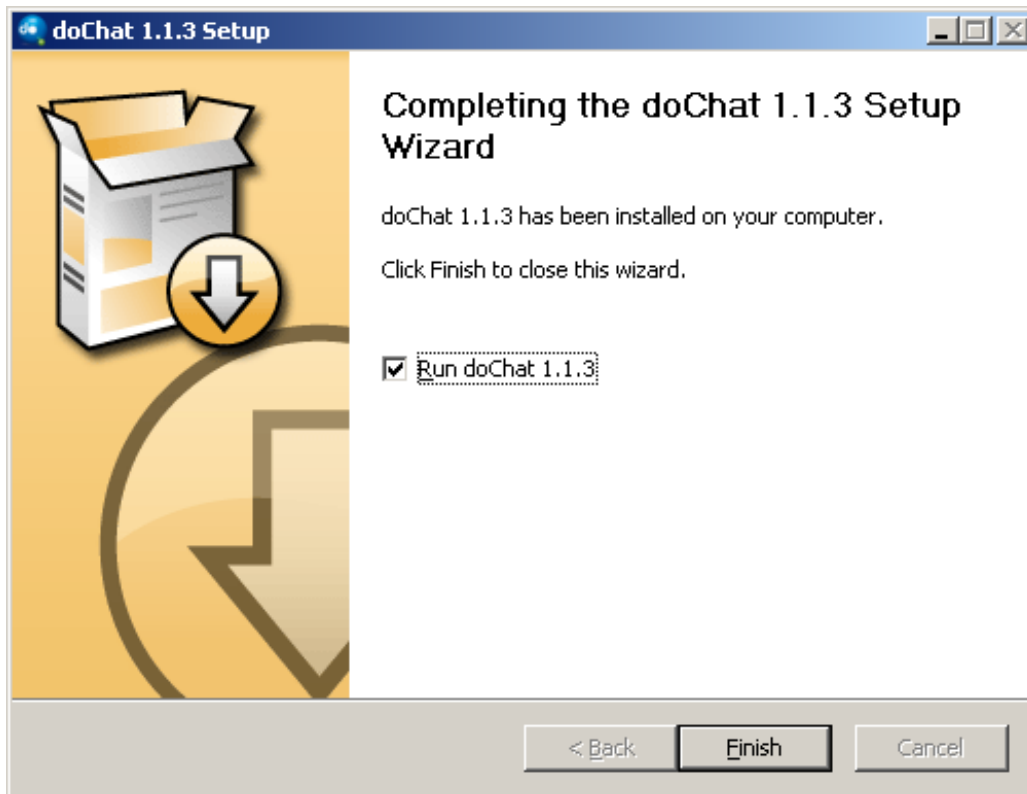 doChat 1.1.3 Setup
Completing the doChat 1.1.3 Setup
Wizard
doChat 1.1.3 has been installed on your computer.
Click Finish to close this wizard.
Run doChat 1.1.3
< Back
Finish
Cancel